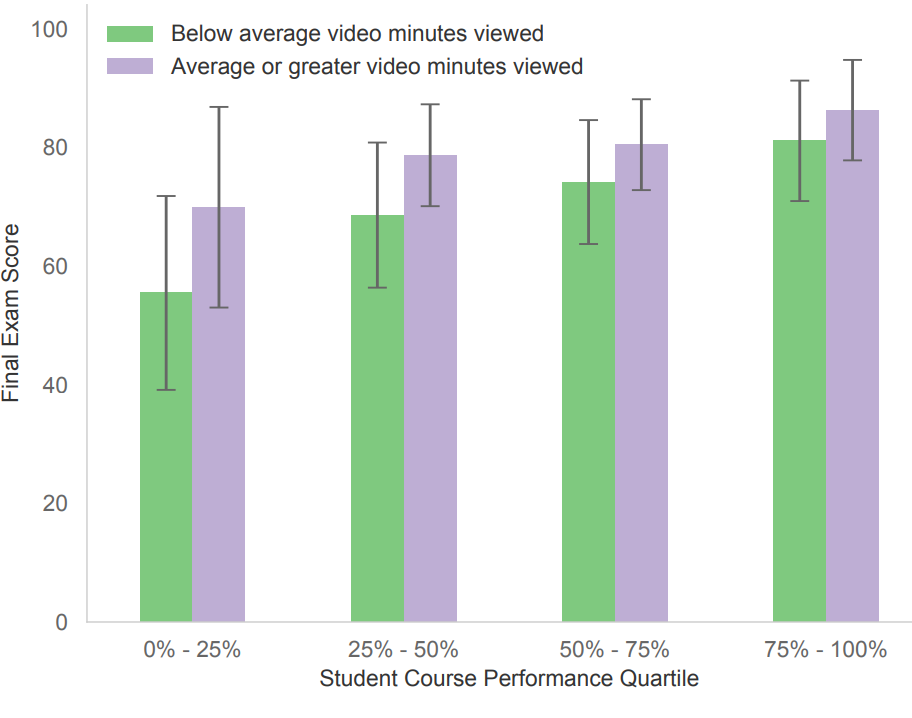 100
80
60
40
20
0
Final Exam Score
Below average video minutes viewed
Average or greater video minutes viewed
0% - 25%
25% - 50%
50% - 75%
75% - 100%
Student Course Performance Quartile